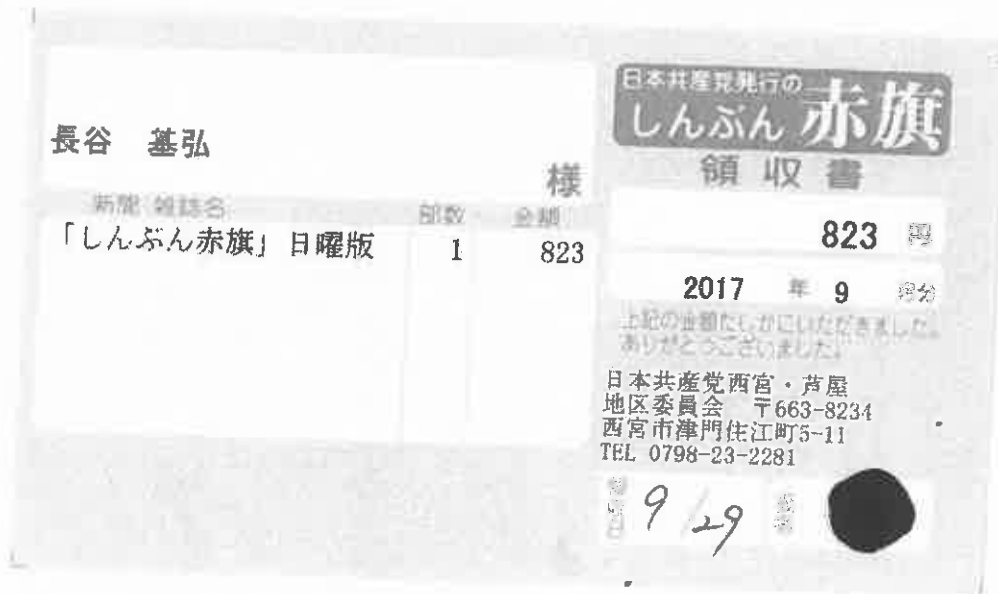 長谷 基弘
様
新聞 雑誌名 部数 金額
「しんぶん赤旗」日曜版 1 823
日本共産党発行の
しんぶん 赤旗
領収書
823 円
2017 年 9 月分
上記の金額たしかにいただきました。
ありがとうございました。
日本共産党西宮・芦屋
地区委員会 〒663-8234
西宮市津門住江町5-11
TEL 0798-23-2281
9/29